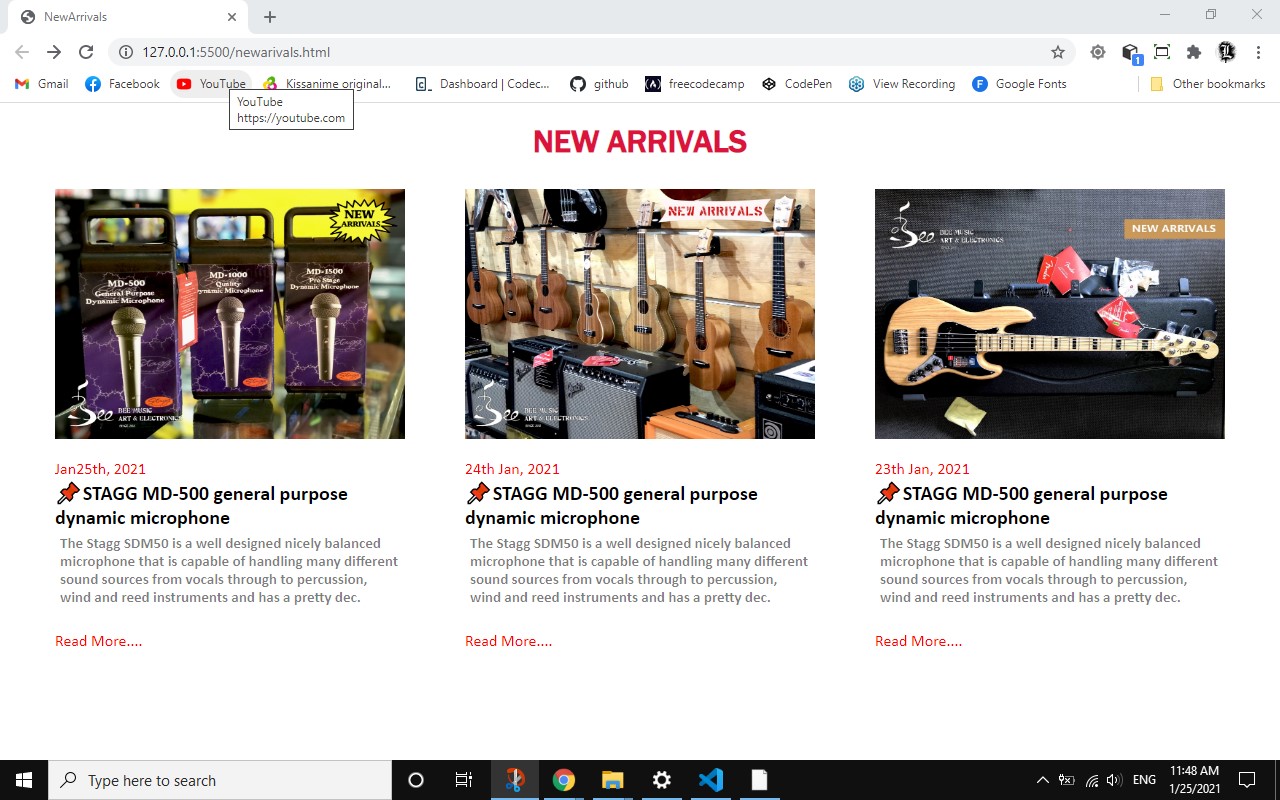 NewArrivals
127.0.0.1:5500/newarivals.html
1
Gmail Facebook YouTube Kissanime original... Dashboard | Codec... github freecodecamp CodePen View Recording Google Fonts Other bookmarks
YouTube
https://youtube.com
NEW ARRIVALS
NEW
ARRIVALS
MD-500
General Purpose
Dynamic Microphone
MD-1000
Quality
Dynamic Microphone
MD-1500
Pro Stage
Dynamic Microphone
Stagg
Bee
BEE MUSIC
ART & ELECTRONICS
NEW ARRIVALS
Bee
BEE MUSIC
ART & ELECTRONICS
Bee
BEE MUSIC
ART & ELECTRONICS
NEW ARRIVALS
Jan25th, 2021
📌STAGG MD-500 general purpose
dynamic microphone
The Stagg SDM50 is a well designed nicely balanced
microphone that is capable of handling many different
sound sources from vocals through to percussion,
wind and reed instruments and has a pretty dec.
Read More....
24th Jan, 2021
📌STAGG MD-500 general purpose
dynamic microphone
The Stagg SDM50 is a well designed nicely balanced
microphone that is capable of handling many different
sound sources from vocals through to percussion,
wind and reed instruments and has a pretty dec.
Read More....
23th Jan, 2021
📌STAGG MD-500 general purpose
dynamic microphone
The Stagg SDM50 is a well designed nicely balanced
microphone that is capable of handling many different
sound sources from vocals through to percussion,
wind and reed instruments and has a pretty dec.
Read More....
Type here to search
ENG
11:48 AM
1/25/2021